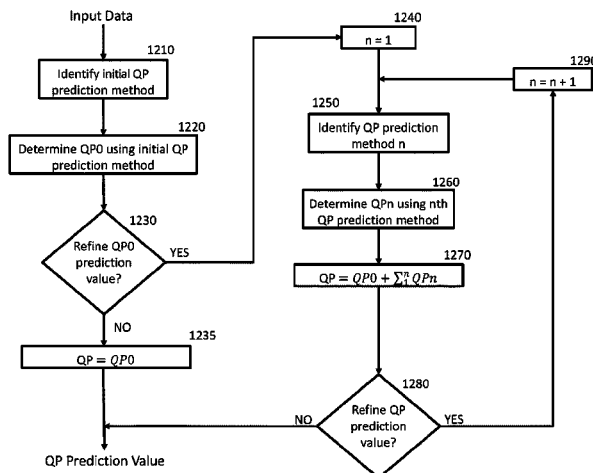 Input Data
1210
Identify initial QP
prediction method
1220
Determine QP0 using initial QP
prediction method
1230
Refine QP0
prediction
value?
YES
NO
1235
QP = QP0
QP Prediction Value
1240
n = 1
1290
n = n + 1
1250
Identify QP prediction
method n
1260
Determine QPn using nth
QP prediction method
1270
QP = QP0 + ∑₁ⁿ QPn
1280
Refine QP
prediction
value?
NO
YES